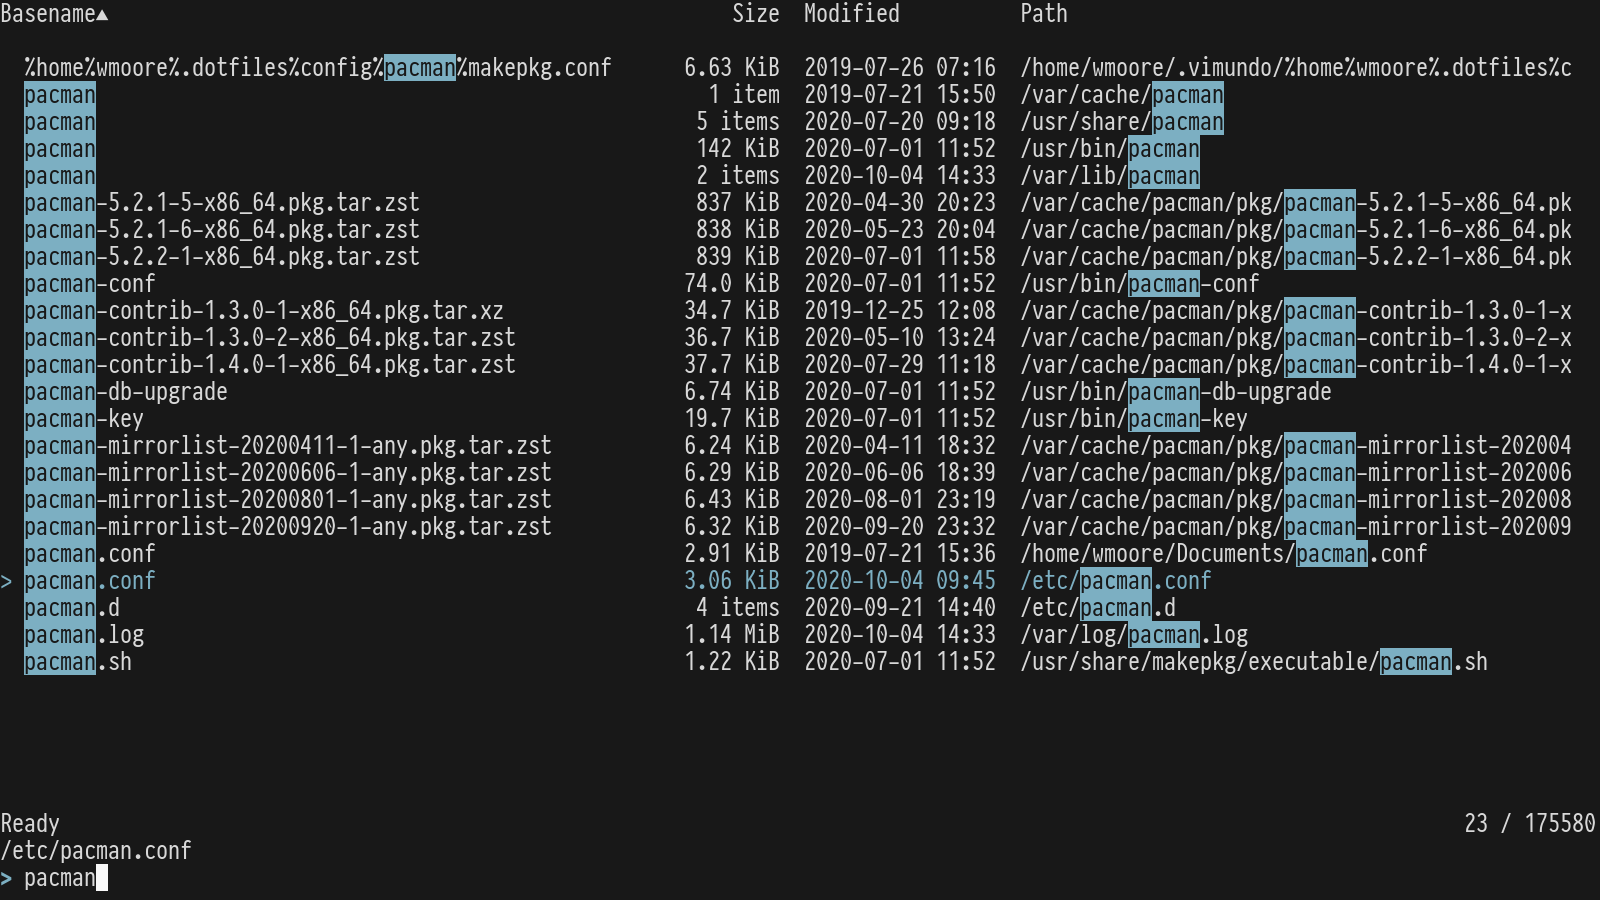 Basename▲ Size Modified Path
%home%wmoore%.dotfiles%config%pacman%makepkg.conf 6.63 KiB 2019-07-26 07:16 /home/wmoore/.vimundo/%home%wmoore%.dotfiles%c
pacman 1 item 2019-07-21 15:50 /var/cache/pacman
pacman 5 items 2020-07-20 09:18 /usr/share/pacman
pacman 142 KiB 2020-07-01 11:52 /usr/bin/pacman
pacman 2 items 2020-10-04 14:33 /var/lib/pacman
pacman-5.2.1-5-x86_64.pkg.tar.zst 837 KiB 2020-04-30 20:23 /var/cache/pacman/pkg/pacman-5.2.1-5-x86_64.pk
pacman-5.2.1-6-x86_64.pkg.tar.zst 838 KiB 2020-05-23 20:04 /var/cache/pacman/pkg/pacman-5.2.1-6-x86_64.pk
pacman-5.2.2-1-x86_64.pkg.tar.zst 839 KiB 2020-07-01 11:58 /var/cache/pacman/pkg/pacman-5.2.2-1-x86_64.pk
pacman-conf 74.0 KiB 2020-07-01 11:52 /usr/bin/pacman-conf
pacman-contrib-1.3.0-1-x86_64.pkg.tar.xz 34.7 KiB 2019-12-25 12:08 /var/cache/pacman/pkg/pacman-contrib-1.3.0-1-x
pacman-contrib-1.3.0-2-x86_64.pkg.tar.zst 36.7 KiB 2020-05-10 13:24 /var/cache/pacman/pkg/pacman-contrib-1.3.0-2-x
pacman-contrib-1.4.0-1-x86_64.pkg.tar.zst 37.7 KiB 2020-07-29 11:18 /var/cache/pacman/pkg/pacman-contrib-1.4.0-1-x
pacman-db-upgrade 6.74 KiB 2020-07-01 11:52 /usr/bin/pacman-db-upgrade
pacman-key 19.7 KiB 2020-07-01 11:52 /usr/bin/pacman-key
pacman-mirrorlist-20200411-1-any.pkg.tar.zst 6.24 KiB 2020-04-11 18:32 /var/cache/pacman/pkg/pacman-mirrorlist-202004
pacman-mirrorlist-20200606-1-any.pkg.tar.zst 6.29 KiB 2020-06-06 18:39 /var/cache/pacman/pkg/pacman-mirrorlist-202006
pacman-mirrorlist-20200801-1-any.pkg.tar.zst 6.43 KiB 2020-08-01 23:19 /var/cache/pacman/pkg/pacman-mirrorlist-202008
pacman-mirrorlist-20200920-1-any.pkg.tar.zst 6.32 KiB 2020-09-20 23:32 /var/cache/pacman/pkg/pacman-mirrorlist-202009
pacman.conf 2.91 KiB 2019-07-21 15:36 /home/wmoore/Documents/pacman.conf
> pacman.conf 3.06 KiB 2020-10-04 09:45 /etc/pacman.conf
pacman.d 4 items 2020-09-21 14:40 /etc/pacman.d
pacman.log 1.14 MiB 2020-10-04 14:33 /var/log/pacman.log
pacman.sh 1.22 KiB 2020-07-01 11:52 /usr/share/makepkg/executable/pacman.sh
Ready 23 / 175580
/etc/pacman.conf
> pacman